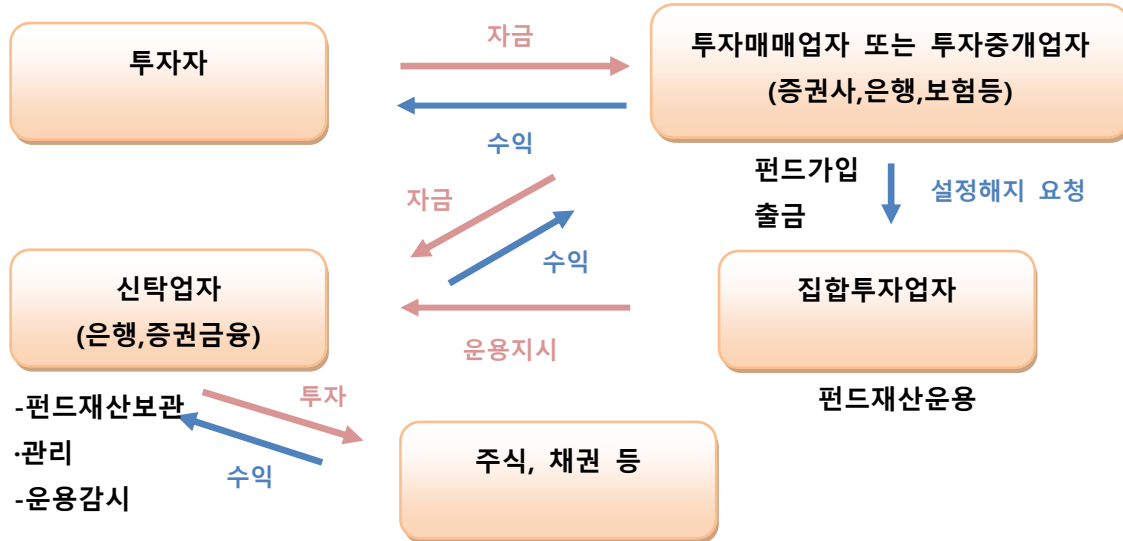 투자자
자금
수익
투자매매업자 또는 투자중개업자
(증권사,은행,보험등)
펀드가입
출금
설정해지 요청
자금
수익
신탁업자
(은행,증권금융)
운용지시
집합투자업자
펀드재산운용
-펀드재산보관
·관리
-운용감시
투자
수익
주식, 채권 등